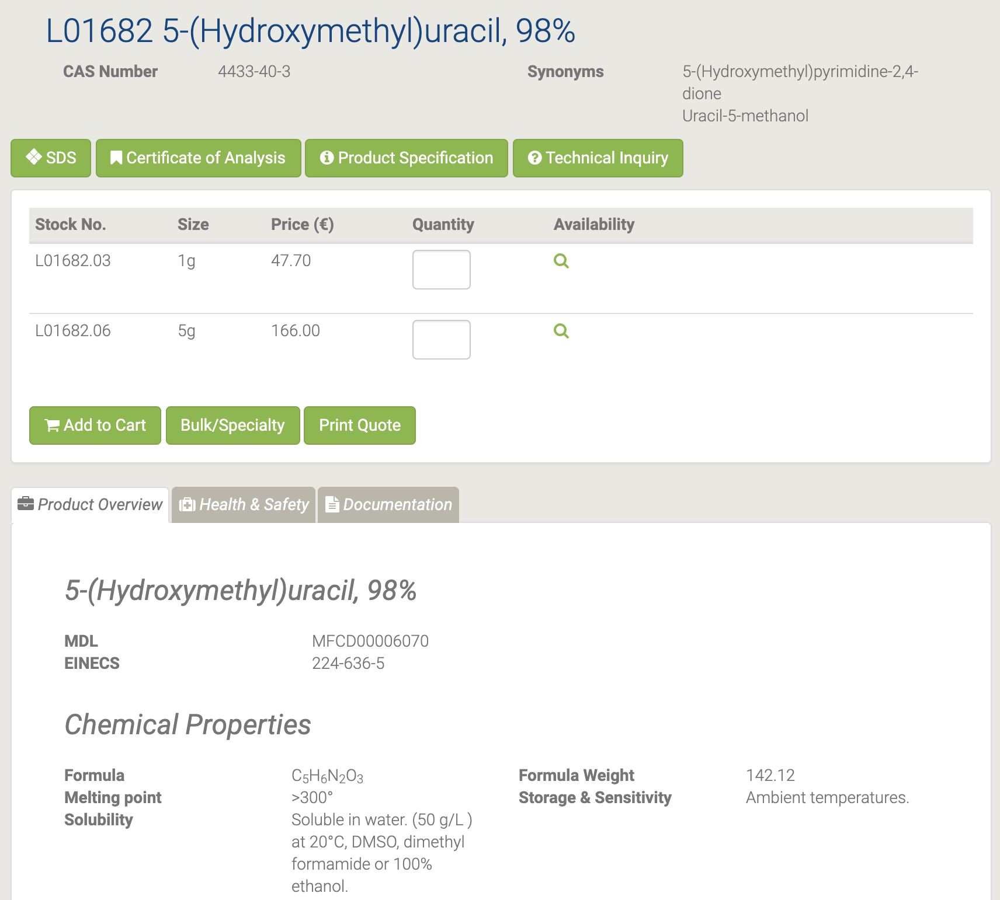 L01682 5-(Hydroxymethyl)uracil, 98%
CAS Number 4433-40-3 Synonyms 5-(Hydroxymethyl)pyrimidine-2,4-
dione
Uracil-5-methanol
SDS Certificate of Analysis Product Specification Technical Inquiry
Stock No. Size Price (€) Quantity Availability
L01682.03 1g 47.70
L01682.06 5g 166.00
Add to Cart Bulk/Specialty Print Quote
Product Overview Health & Safety Documentation
5-(Hydroxymethyl)uracil, 98%
MDL MFCD00006070
EINECS 224-636-5
Chemical Properties
Formula C₅H₆N₂O₃ Formula Weight 142.12
Melting point >300° Storage & Sensitivity Ambient temperatures.
Solubility Soluble in water. (50 g/L )
at 20°C, DMSO, dimethyl
formamide or 100%
ethanol.